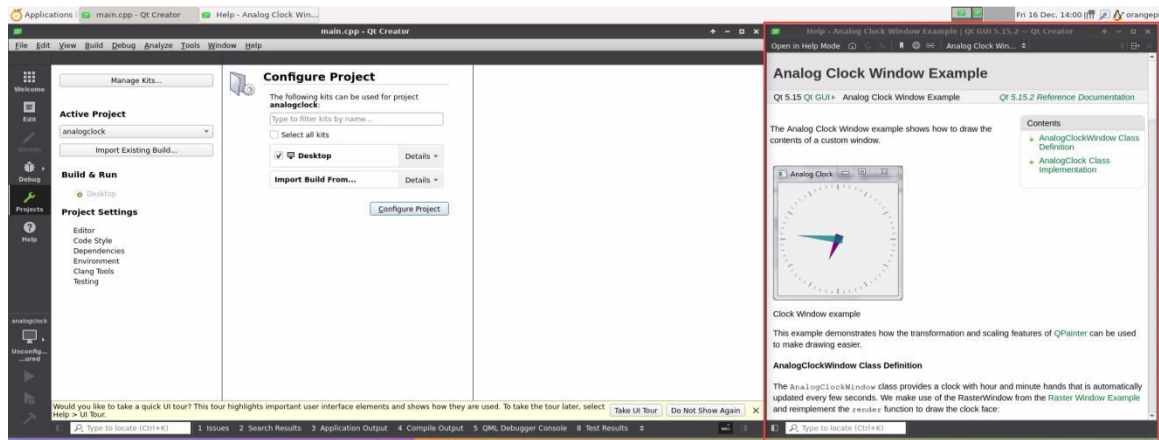 Applications : main.cpp - Qt Creator Help - Analog Clock Win... Fri 16 Dec, 14:00 orangepi
main.cpp - Qt Creator
File Edit View Build Debug Analyze Tools Window Help
Welcome
Edit
Design
Debug
Projects
Help
analogclock
Unconfig...
...ured
Manage Kits...
Active Project
analogclock
Import Existing Build...
Build & Run
Desktop
Project Settings
Editor
Code Style
Dependencies
Environment
Clang Tools
Testing
Configure Project
The following kits can be used for project
analogclock:
Type to filter kits by name...
Select all kits
Desktop Details
Import Build From... Details
Configure Project
Would you like to take a quick UI tour? This tour highlights important user interface elements and shows how they are used. To take the tour later, select
Help > UI Tour.
Take UI Tour Do Not Show Again
Type to locate (Ctrl+K) 1 Issues 2 Search Results 3 Application Output 4 Compile Output 5 QML Debugger Console 8 Test Results
Help - Analog Clock Window Example | Qt GUI 5.15.2 — Qt Creator
Open in Help Mode Analog Clock Win...
Analog Clock Window Example
Qt 5.15 Qt GUI Analog Clock Window Example Qt 5.15.2 Reference Documentation
The Analog Clock Window example shows how to draw the
contents of a custom window.
Contents
AnalogClockWindow Class
Definition
AnalogClock Class
Implementation
Analog Clock
Clock Window example
This example demonstrates how the transformation and scaling features of QPainter can be used
to make drawing easier.
AnalogClockWindow Class Definition
The AnalogClockWindow class provides a clock with hour and minute hands that is automatically
updated every few seconds. We make use of the RasterWindow from the Raster Window Example
and reimplement the render function to draw the clock face:
Type to locate (Ctrl+K)